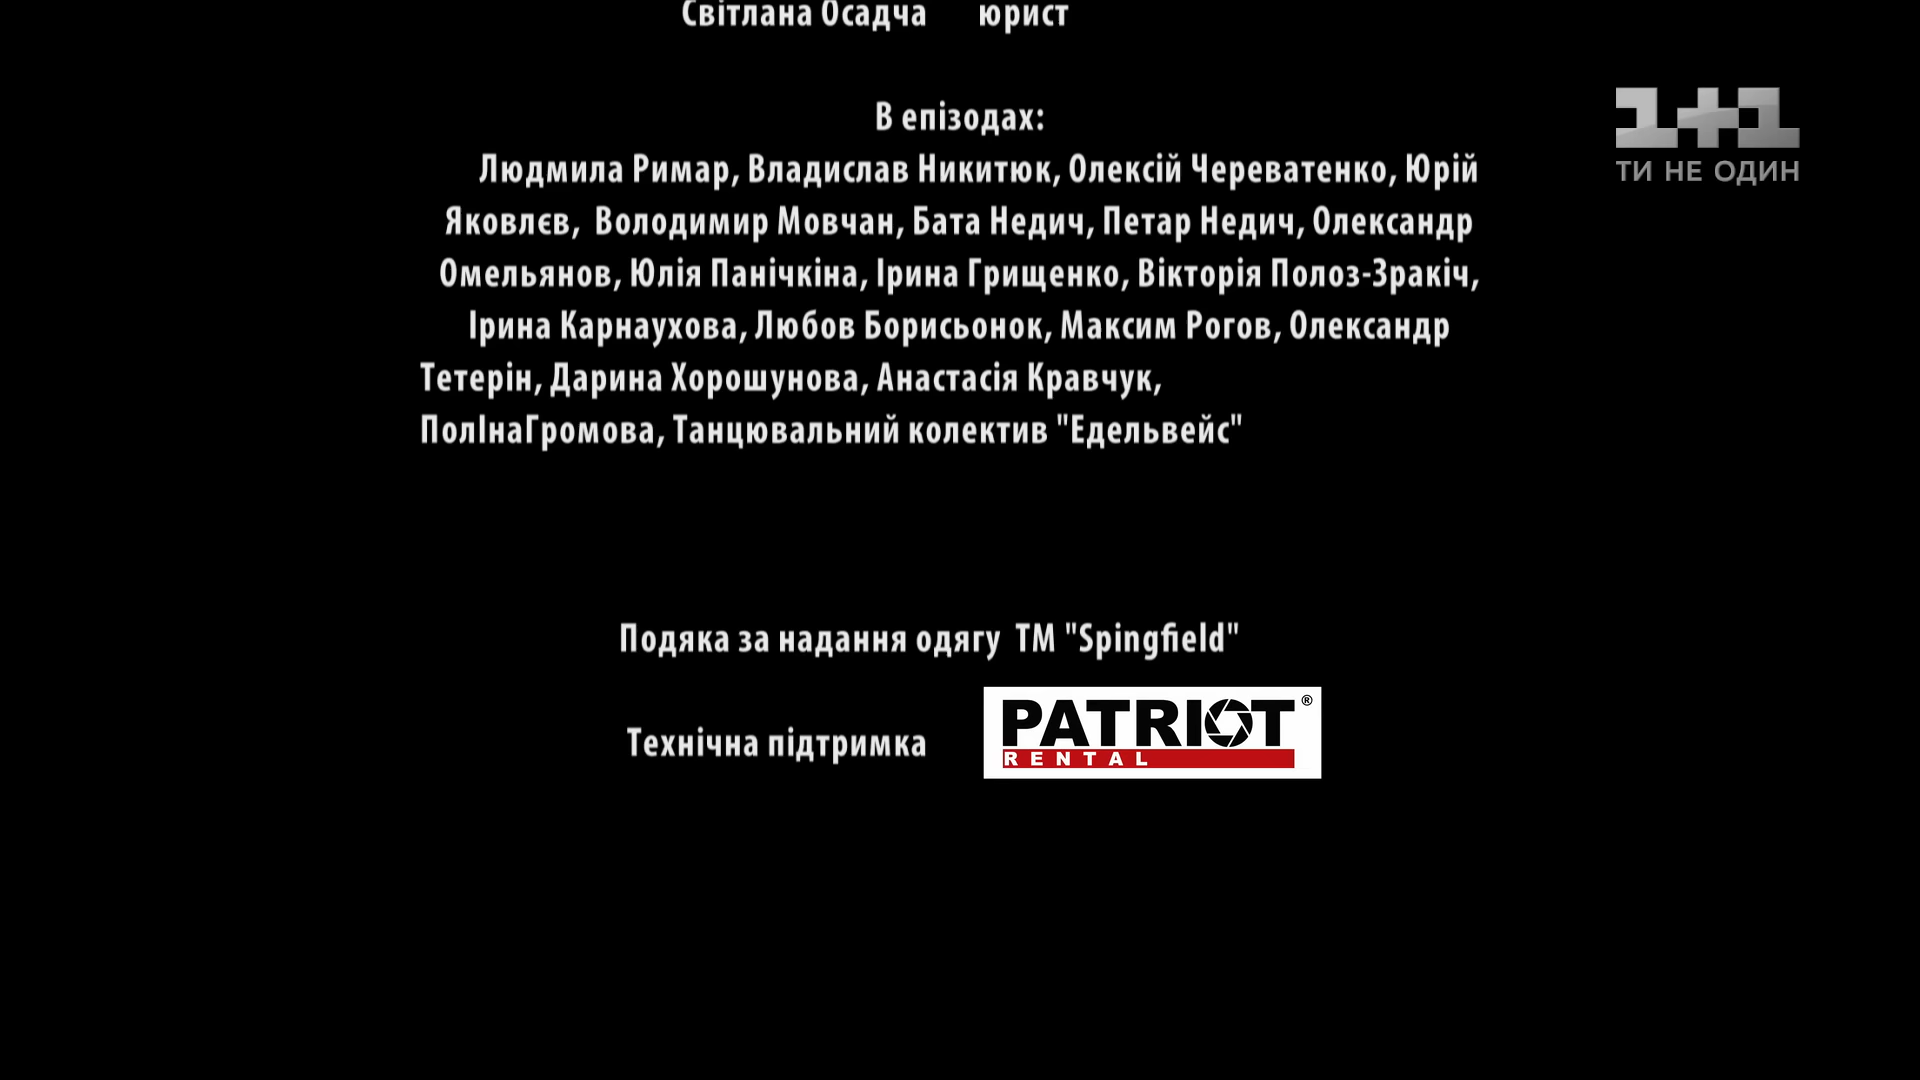 Світлана Осадча юрист
В епізодах:
Людмила Римар, Владислав Никитюк, Олексій Череватенко, Юрій
Яковлєв, Володимир Мовчан, Бата Недич, Петар Недич, Олександр
Омельянов, Юлія Панічкіна, Ірина Грищенко, Вікторія Полоз-Зракіч,
Ірина Карнаухова, Любов Борисьонок, Максим Рогов, Олександр
Тетерін, Дарина Хорошунова, Анастасія Кравчук,
ПолІнаГромова, Танцювальний колектив "Едельвейс"
1+1
ТИ НЕ ОДИН
Подяка за надання одягу ТМ "Spingfield"
Технічна підтримка
PATRIOT®
RENTAL